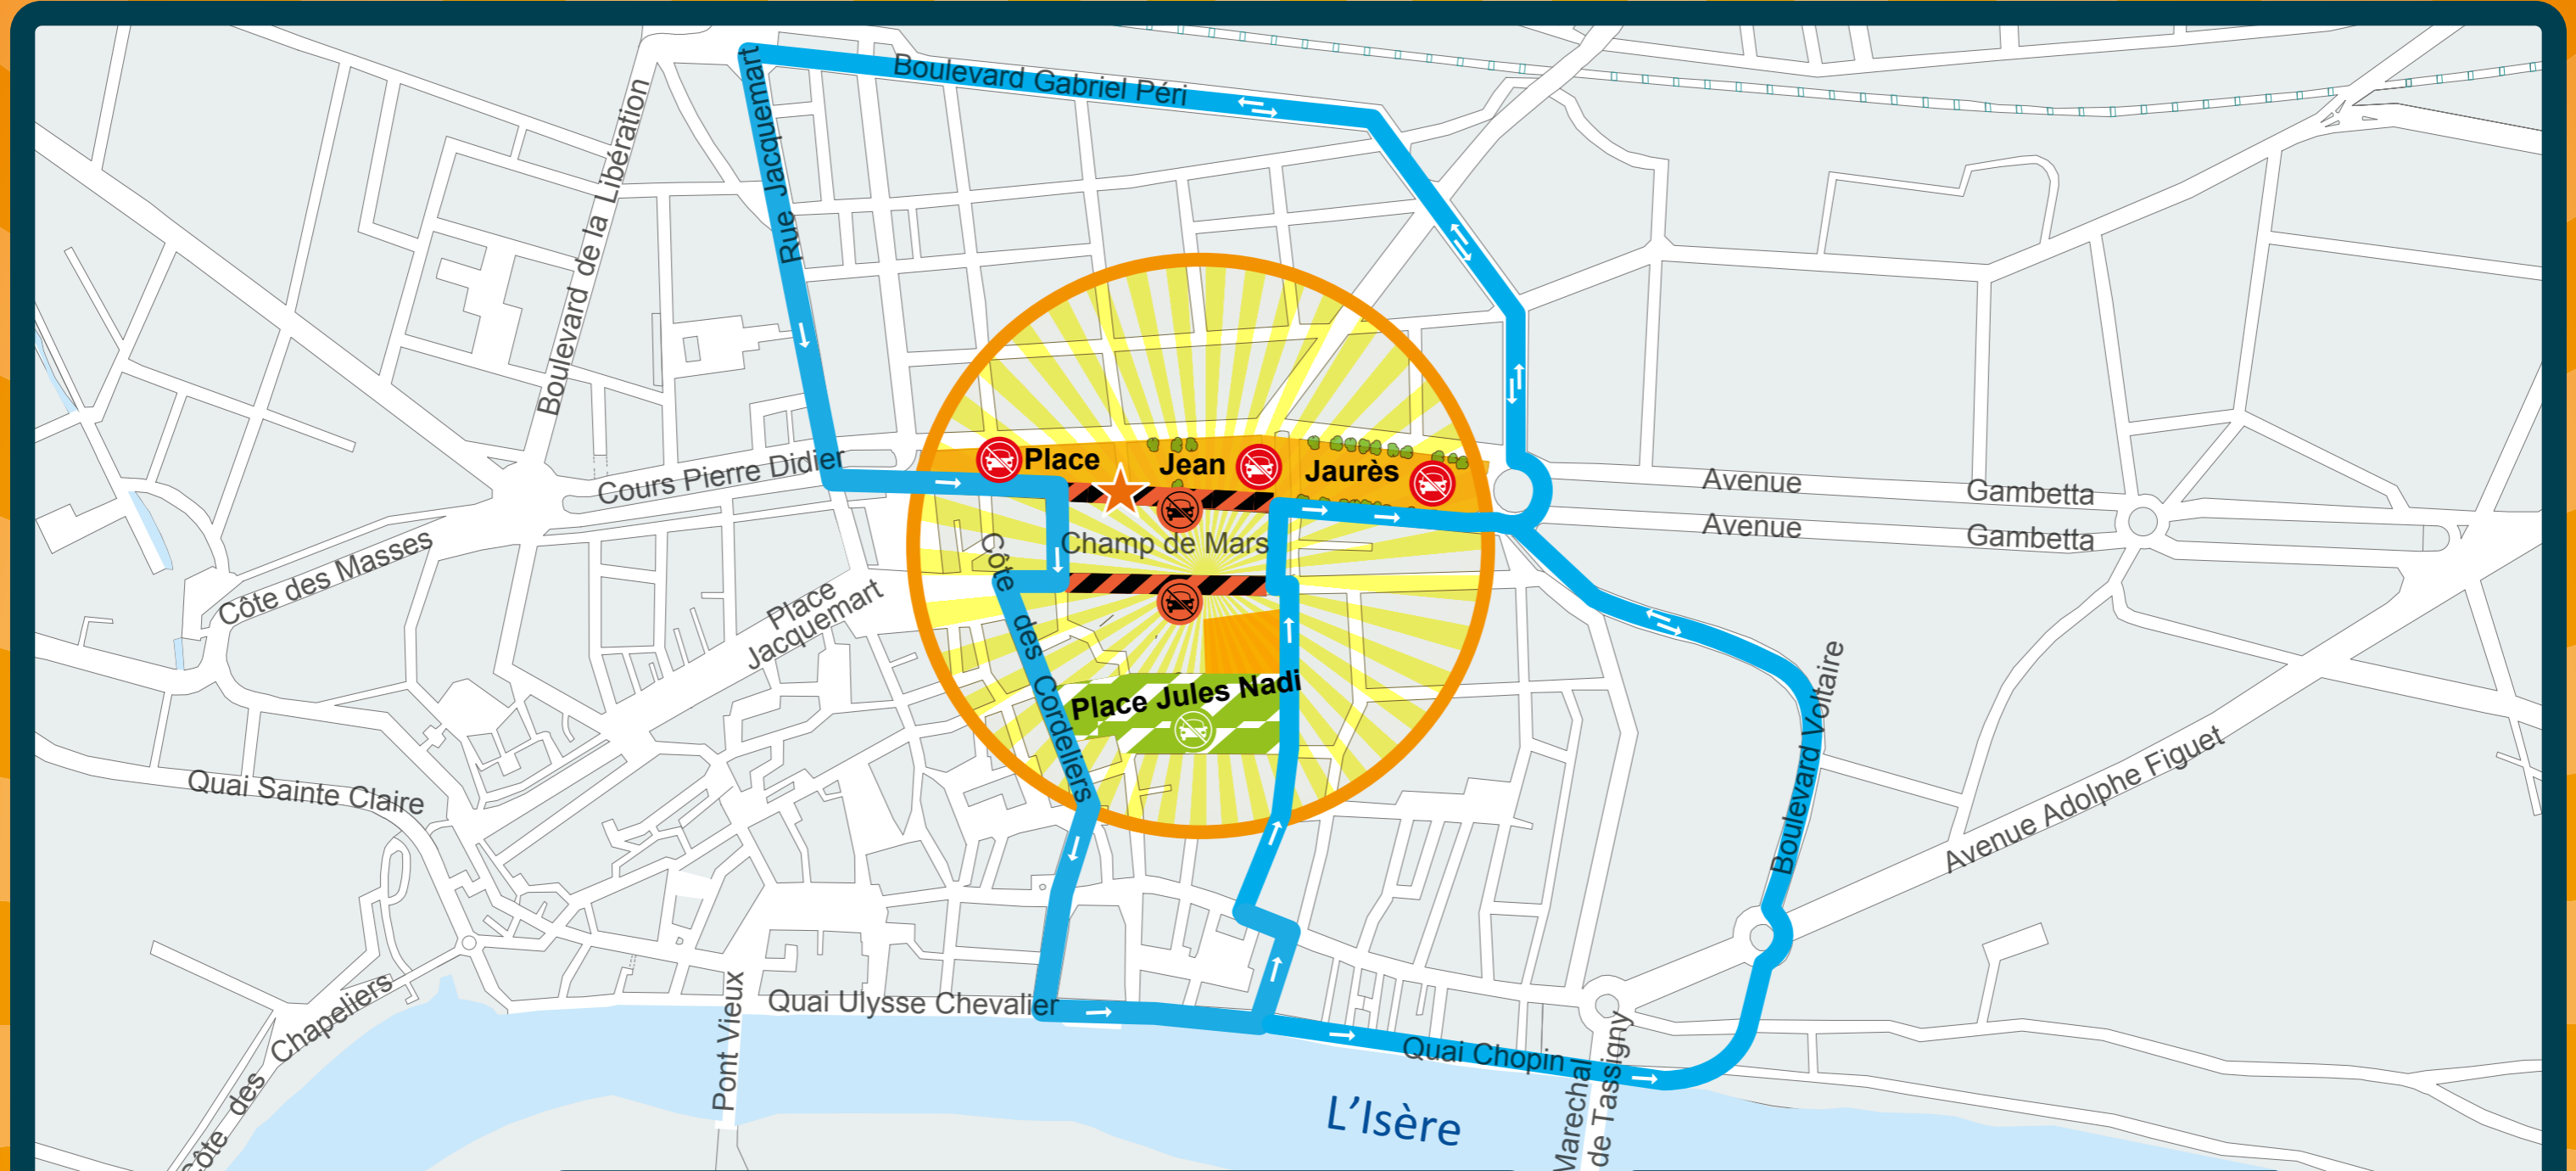 Boulevard Gabriel Péri
Rue Jacquemart
Boulevard de la Libération
Cours Pierre Didier
Place Jean Jaurès
Avenue Gambetta
Avenue Gambetta
Champ de Mars
Côte des Masses
Place
Jacquemart
Côte des Cordeliers
Place Jules Nadi
Boulevard Voltaire
Avenue Adolphe Figuet
Quai Sainte Claire
Côte des Chapeliers
Pont Vieux
Quai Ulysse Chevalier
Quai Chopin
Marechal
de Tassigny
L'Isère